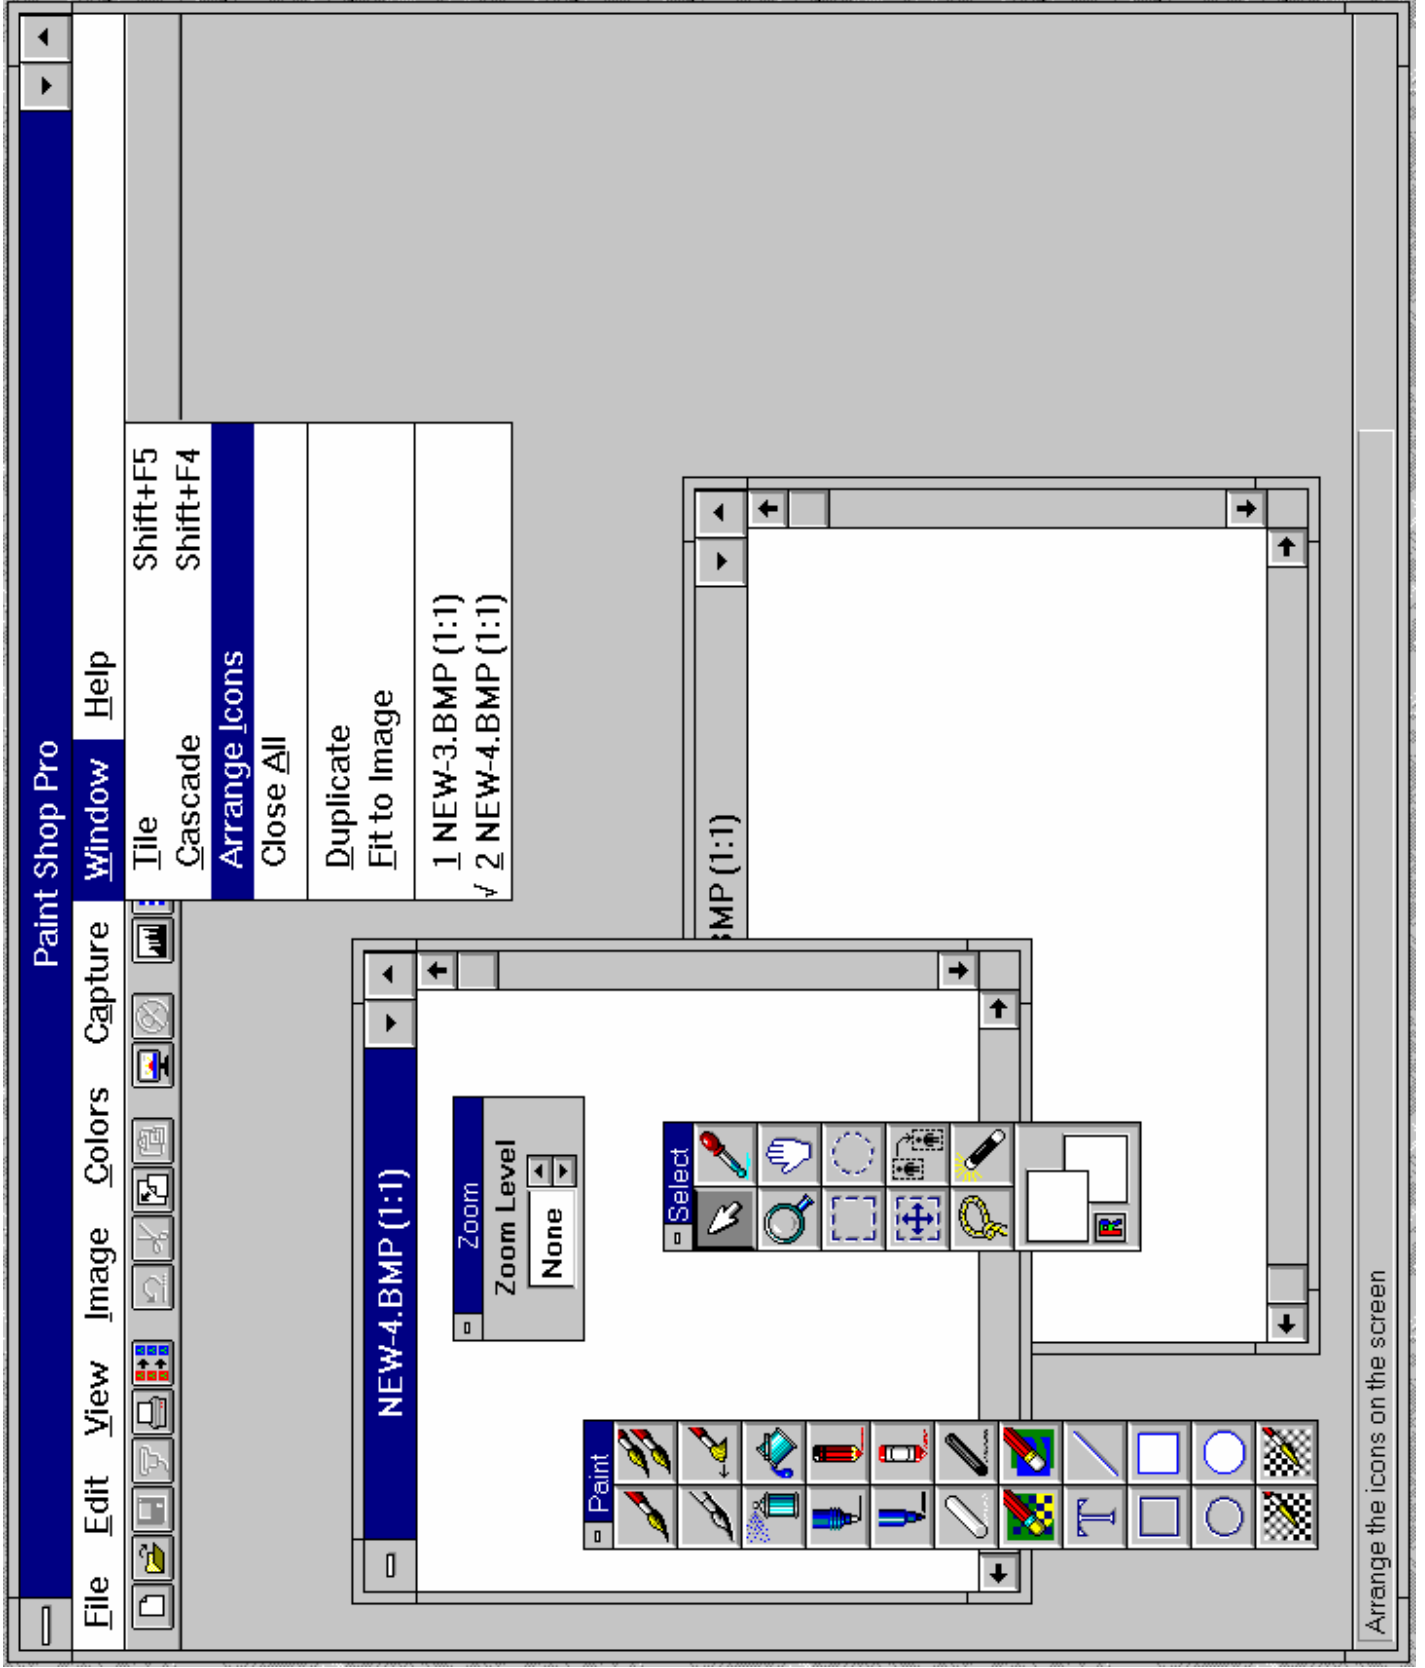 Paint Shop Pro
File Edit View Image Colors Capture Window Help
Tile Shift+F5
Cascade Shift+F4
Arrange Icons
Close All
Duplicate
Fit to Image
1 NEW-3.BMP (1:1)
√ 2 NEW-4.BMP (1:1)
NEW-4.BMP (1:1)
BMP (1:1)
Zoom
Zoom Level
None
Select
R
Paint
T
Arrange the icons on the screen